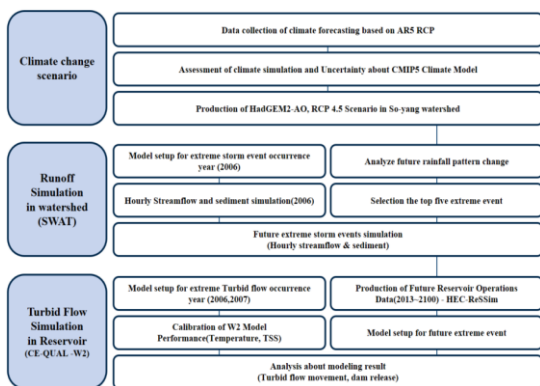 Climate change
scenario
Data collection of climate forecasting based on AR5 RCP
Assessment of climate simulation and Uncertainty about CMIP5 Climate Model
Production of HadGEM2-AO, RCP 4.5 Scenario in So-yang watershed
Runoff
Simulation
in watershed
(SWAT)
Model setup for extreme storm event occurrence
year (2006)
Analyze future rainfall pattern change
Hourly Streamflow and sediment simulation(2006)
Selection the top five extreme event
Future extreme storm events simulation
(Hourly streamflow & sediment)
Turbid Flow
Simulation
in Reservoir
(CE-QUAL -W2)
Model setup for extreme Turbid flow occurrence
year (2006,2007)
Production of Future Reservoir Operations
Data(2013~2100) - HEC-ReSSim
Calibration of W2 Model
Performance(Temperature, TSS)
Model setup for future extreme event
Analysis about modeling result
(Turbid flow movement, dam release)